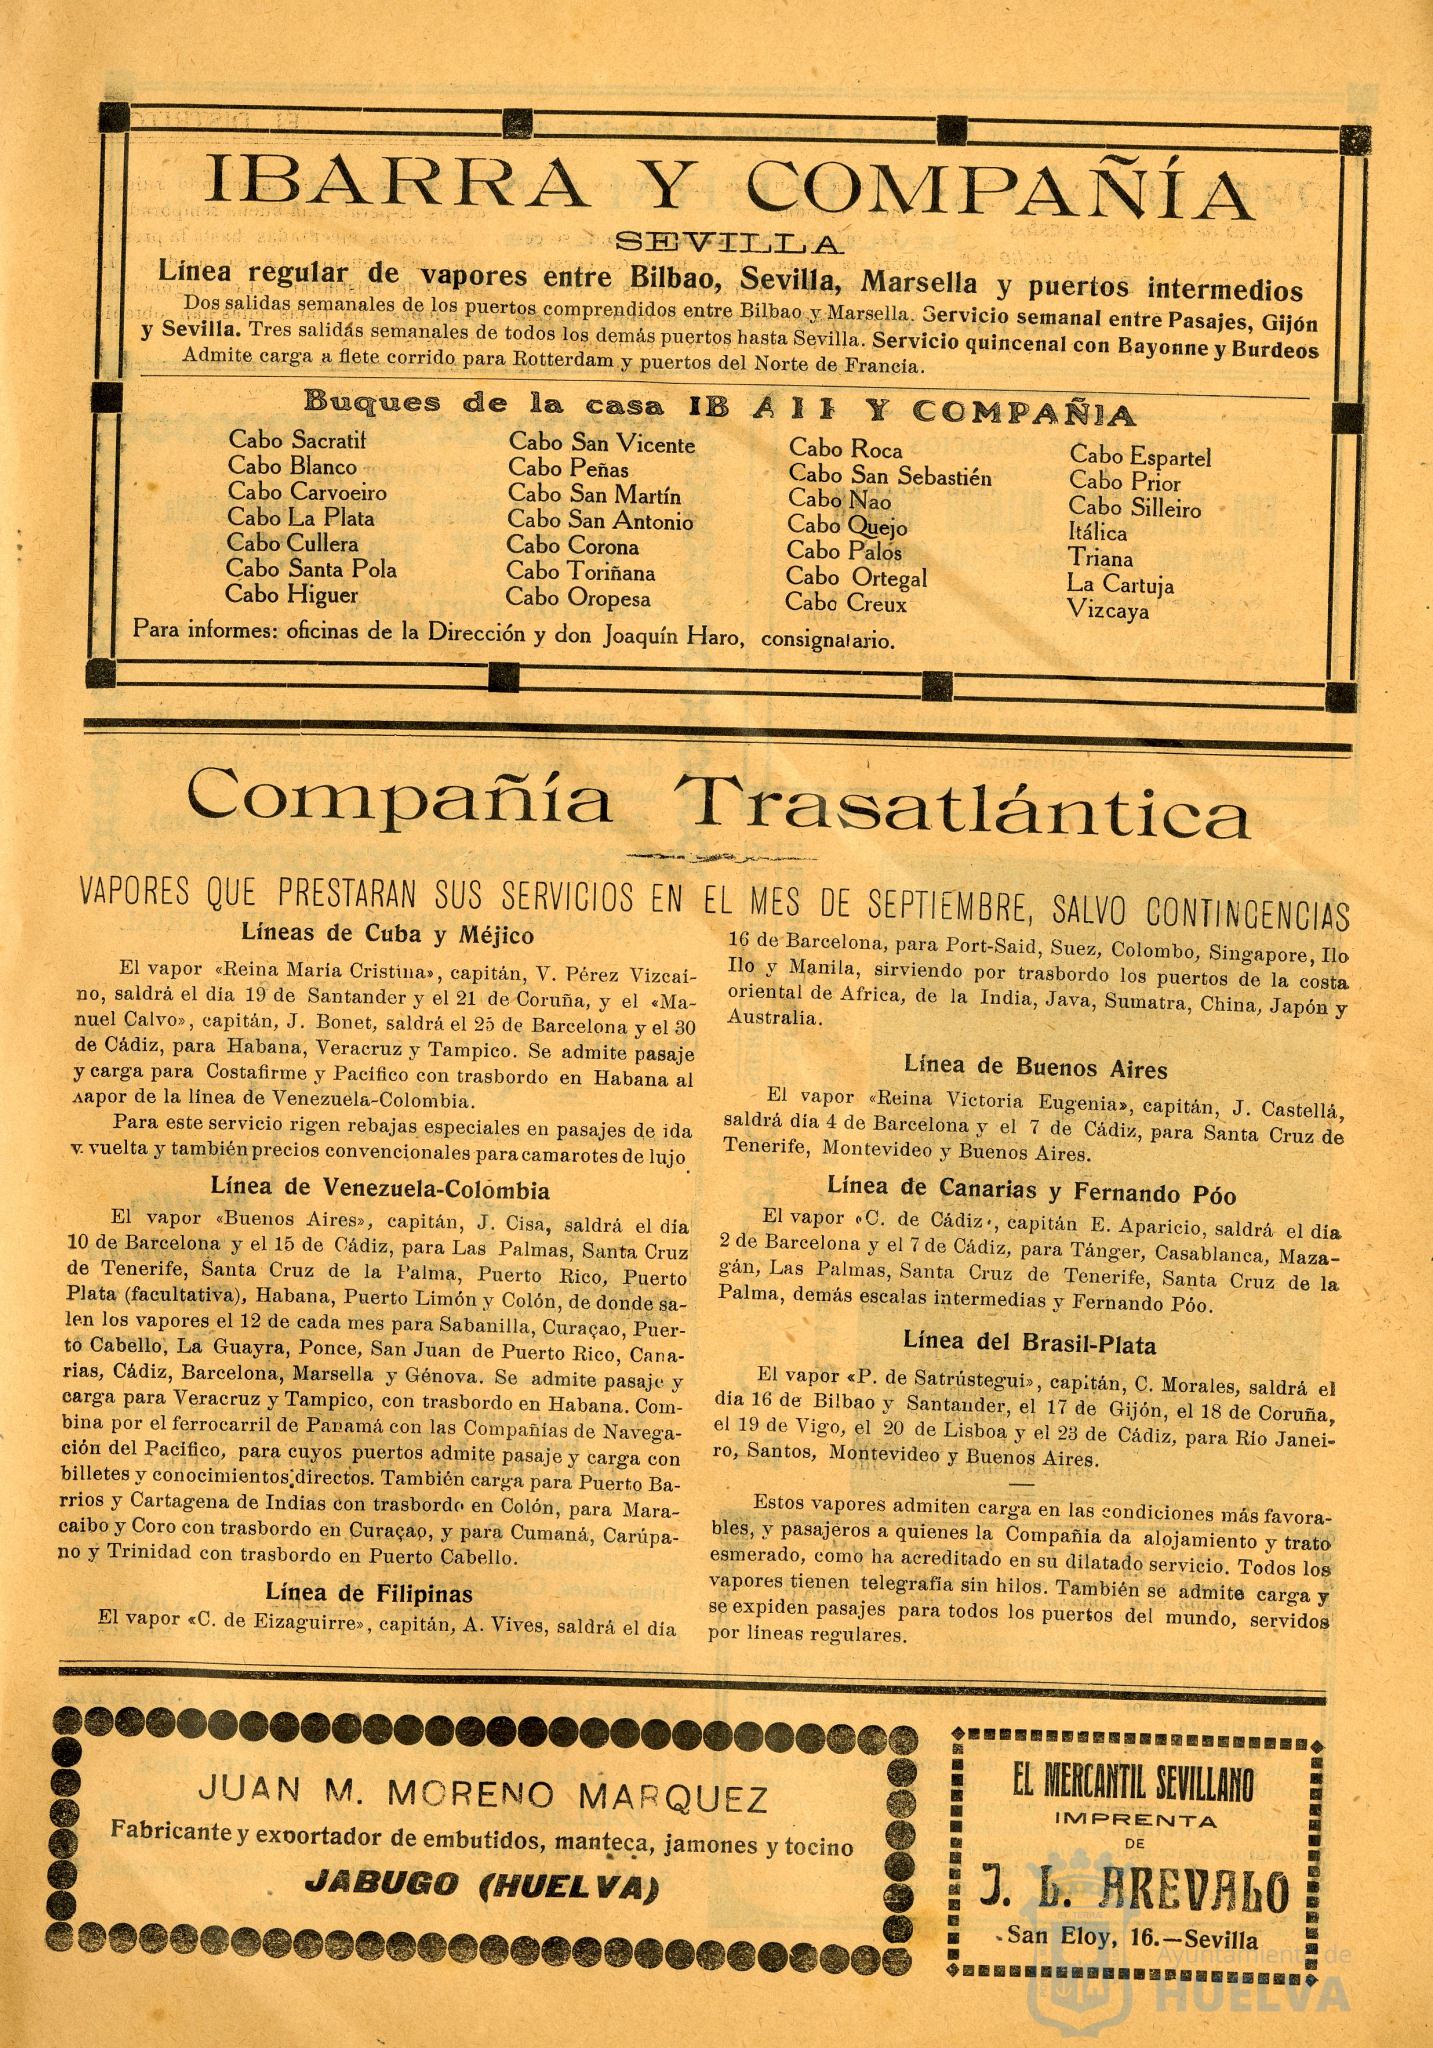 IBARRA Y COMPAÑÍA
SEVILLA
Línea regular de vapores entre Bilbao, Sevilla, Marsella y puertos intermedios
Dos salidas semanales de los puertos comprendidos entre Bilbao y Marsella. Servicio semanal entre Pasajes, Gijón
y Sevilla. Tres salidas semanales de todos los demás puertos hasta Sevilla. Servicio quincenal con Bayonne y Burdeos
Admite carga a flete corrido para Rotterdam y puertos del Norte de Francia.
Buques de la casa IBAII Y COMPAÑIA
Cabo Sacratif
Cabo Blanco
Cabo Carvoeiro
Cabo La Plata
Cabo Cullera
Cabo Santa Pola
Cabo Higuer
Cabo San Vicente
Cabo Peñas
Cabo San Martín
Cabo San Antonio
Cabo Corona
Cabo Toriñana
Cabo Oropesa
Cabo Roca
Cabo San Sebastién
Cabo Nao
Cabo Quejo
Cabo Palos
Cabo Ortegal
Cabo Creux
Cabo Espartel
Cabo Prior
Cabo Silleiro
Itálica
Triana
La Cartuja
Vizcaya
Para informes: oficinas de la Dirección y don Joaquín Haro, consignatario.
Compañía Trasatlántica
VAPORES QUE PRESTARAN SUS SERVICIOS EN EL MES DE SEPTIEMBRE, SALVO CONTINGENCIAS
Líneas de Cuba y Méjico
El vapor «Reina María Cristina», capitán, V. Pérez Vizcaí-
no, saldrá el día 19 de Santander y el 21 de Coruña, y el «Ma-
nuel Calvo», capitán, J. Bonet, saldrá el 25 de Barcelona y el 30
de Cádiz, para Habana, Veracruz y Tampico. Se admite pasaje
y carga para Costafirme y Pacífico con trasbordo en Habana al
vapor de la línea de Venezuela-Colombia.
Para este servicio rigen rebajas especiales en pasajes de ida
y vuelta y también precios convencionales para camarotes de lujo
Línea de Venezuela-Colombia
El vapor «Buenos Aires», capitán, J. Cisa, saldrá el día
10 de Barcelona y el 15 de Cádiz, para Las Palmas, Santa Cruz
de Tenerife, Santa Cruz de la Palma, Puerto Rico, Puerto
Plata (facultativa), Habana, Puerto Limón y Colón, de donde sa-
len los vapores el 12 de cada mes para Sabanilla, Curaçao, Puer-
to Cabello, La Guayra, Ponce, San Juan de Puerto Rico, Cana-
rias, Cádiz, Barcelona, Marsella y Génova. Se admite pasaje y
carga para Veracruz y Tampico, con trasbordo en Habana. Com-
bina por el ferrocarril de Panamá con las Compañías de Navega-
ción del Pacífico, para cuyos puertos admite pasaje y carga con
billetes y conocimientos directos. También carga para Puerto Ba-
rrios y Cartagena de Indias con trasbordo en Colón, para Mara-
caibo y Coro con trasbordo en Curaçao, y para Cumaná, Carúpa-
no y Trinidad con trasbordo en Puerto Cabello.
Línea de Filipinas
El vapor «C. de Eizaguirre», capitán, A. Vives, saldrá el día
16 de Barcelona, para Port-Said, Suez, Colombo, Singapore, Ilo
Ilo y Manila, sirviendo por trasbordo los puertos de la costa
oriental de Africa, de la India, Java, Sumatra, China, Japón y
Australia.
Línea de Buenos Aires
El vapor «Reina Victoria Eugenia», capitán, J. Castellá,
saldrá día 4 de Barcelona y el 7 de Cádiz, para Santa Cruz de
Tenerife, Montevideo y Buenos Aires.
Línea de Canarias y Fernando Póo
El vapor «C. de Cádiz», capitán E. Aparicio, saldrá el día
2 de Barcelona y el 7 de Cádiz, para Tánger, Casablanca, Maza-
gán, Las Palmas, Santa Cruz de Tenerife, Santa Cruz de la
Palma, demás escalas intermedias y Fernando Póo.
Línea del Brasil-Plata
El vapor «P. de Satrústegui», capitán, C. Morales, saldrá el
día 16 de Bilbao y Santander, el 17 de Gijón, el 18 de Coruña,
el 19 de Vigo, el 20 de Lisboa y el 23 de Cádiz, para Río Janei-
ro, Santos, Montevideo y Buenos Aires.
Estos vapores admiten carga en las condiciones más favora-
bles, y pasajeros a quienes la Compañía da alojamiento y trato
esmerado, como ha acreditado en su dilatado servicio. Todos los
vapores tienen telegrafía sin hilos. También se admite carga y
se expiden pasajes para todos los puertos del mundo, servidos
por líneas regulares.
JUAN M. MORENO MARQUEZ
Fabricante y exportador de embutidos, manteca, jamones y tocino
JABUGO (HUELVA)
EL MERCANTIL SEVILLANO
IMPRENTA
DE
J. L. AREVALO
San Eloy, 16.—Sevilla
Ayuntamiento de
HUELVA